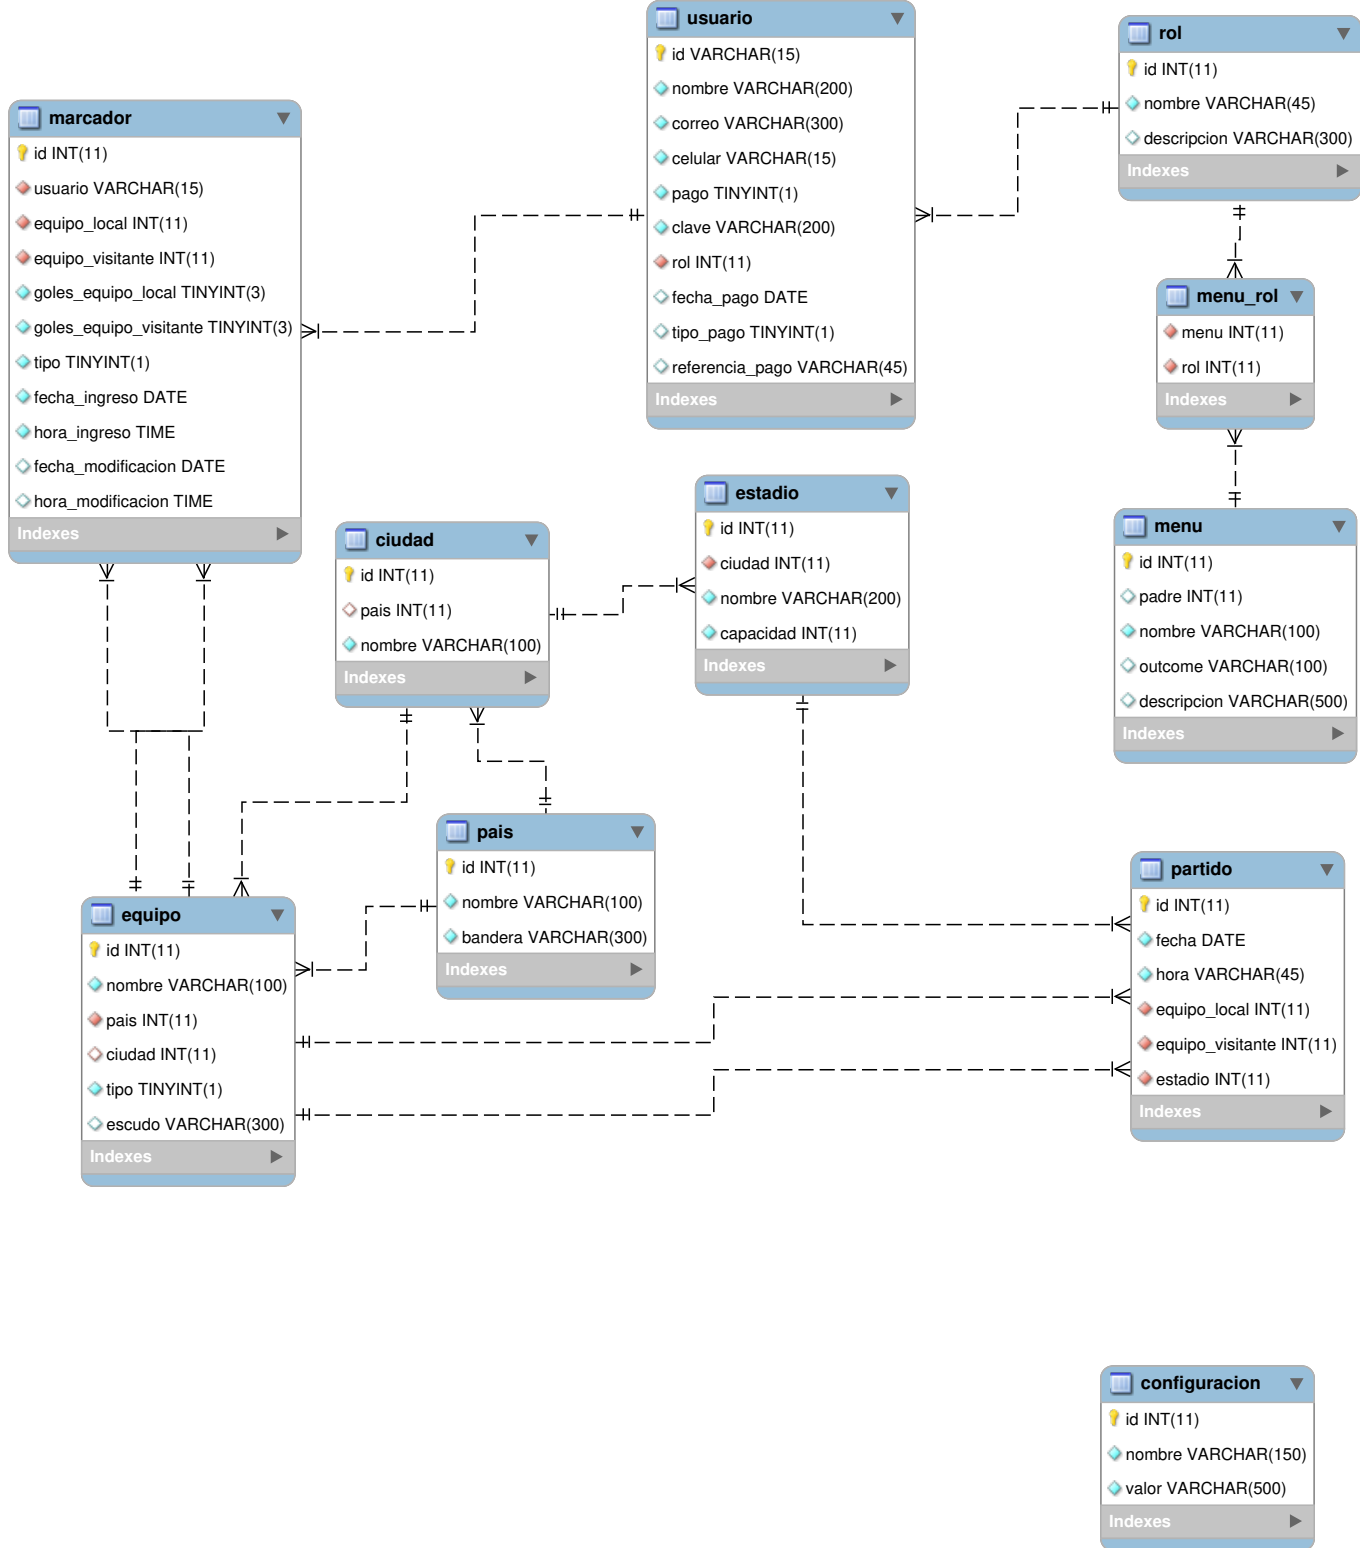 usuario
id VARCHAR(15)
nombre VARCHAR(200)
correo VARCHAR(300)
celular VARCHAR(15)
pago TINYINT(1)
clave VARCHAR(200)
rol INT(11)
fecha_pago DATE
tipo_pago TINYINT(1)
referencia_pago VARCHAR(45)
Indexes
rol
id INT(11)
nombre VARCHAR(45)
descripcion VARCHAR(300)
Indexes
marcador
id INT(11)
usuario VARCHAR(15)
equipo_local INT(11)
equipo_visitante INT(11)
goles_equipo_local TINYINT(3)
goles_equipo_visitante TINYINT(3)
tipo TINYINT(1)
fecha_ingreso DATE
hora_ingreso TIME
fecha_modificacion DATE
hora_modificacion TIME
Indexes
menu_rol
menu INT(11)
rol INT(11)
Indexes
estadio
id INT(11)
ciudad INT(11)
nombre VARCHAR(200)
capacidad INT(11)
Indexes
ciudad
id INT(11)
pais INT(11)
nombre VARCHAR(100)
Indexes
menu
id INT(11)
padre INT(11)
nombre VARCHAR(100)
outcome VARCHAR(100)
descripcion VARCHAR(500)
Indexes
pais
id INT(11)
nombre VARCHAR(100)
bandera VARCHAR(300)
Indexes
partido
id INT(11)
fecha DATE
hora VARCHAR(45)
equipo_local INT(11)
equipo_visitante INT(11)
estadio INT(11)
Indexes
equipo
id INT(11)
nombre VARCHAR(100)
pais INT(11)
ciudad INT(11)
tipo TINYINT(1)
escudo VARCHAR(300)
Indexes
configuracion
id INT(11)
nombre VARCHAR(150)
valor VARCHAR(500)
Indexes